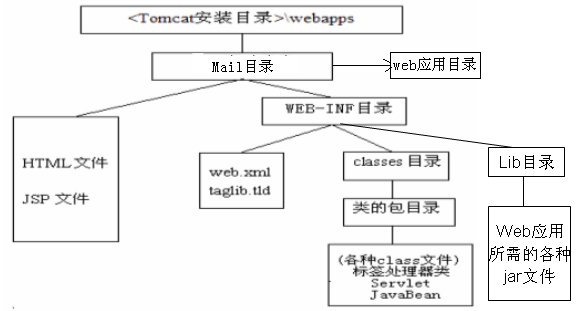 <Tomcat安装目录>\webapps
Mail目录
web应用目录
WEB-INF目录
HTML文件
JSP 文件
web.xml
taglib.tld
classes 目录
Lib目录
类的包目录
(各种class文件)
标签处理器类
Servlet
JavaBean
Web应用
所需的各种
jar文件